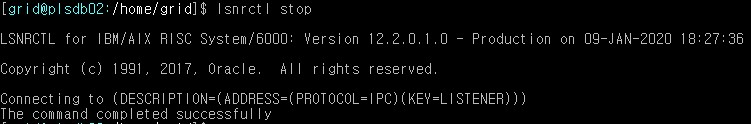 [grid@plsdb02:/home/grid]$ lsnrctl stop
LSNRCTL for IBM/AIX RISC System/6000: Version 12.2.0.1.0 - Production on 09-JAN-2020 18:27:36
Copyright (c) 1991, 2017, Oracle.  All rights reserved.
Connecting to (DESCRIPTION=(ADDRESS=(PROTOCOL=IPC)(KEY=LISTENER)))
The command completed successfully